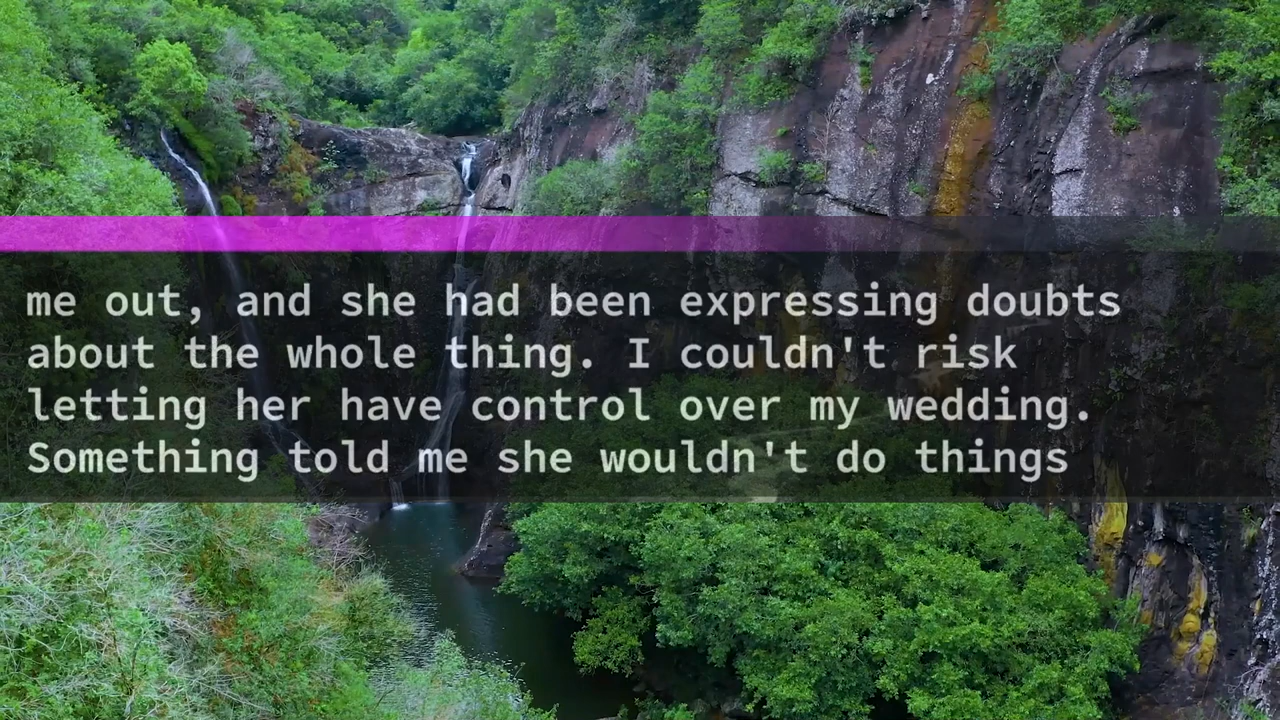 me out, and she had been expressing doubts
about the whole thing. I couldn't risk
letting her have control over my wedding.
Something told me she wouldn't do things